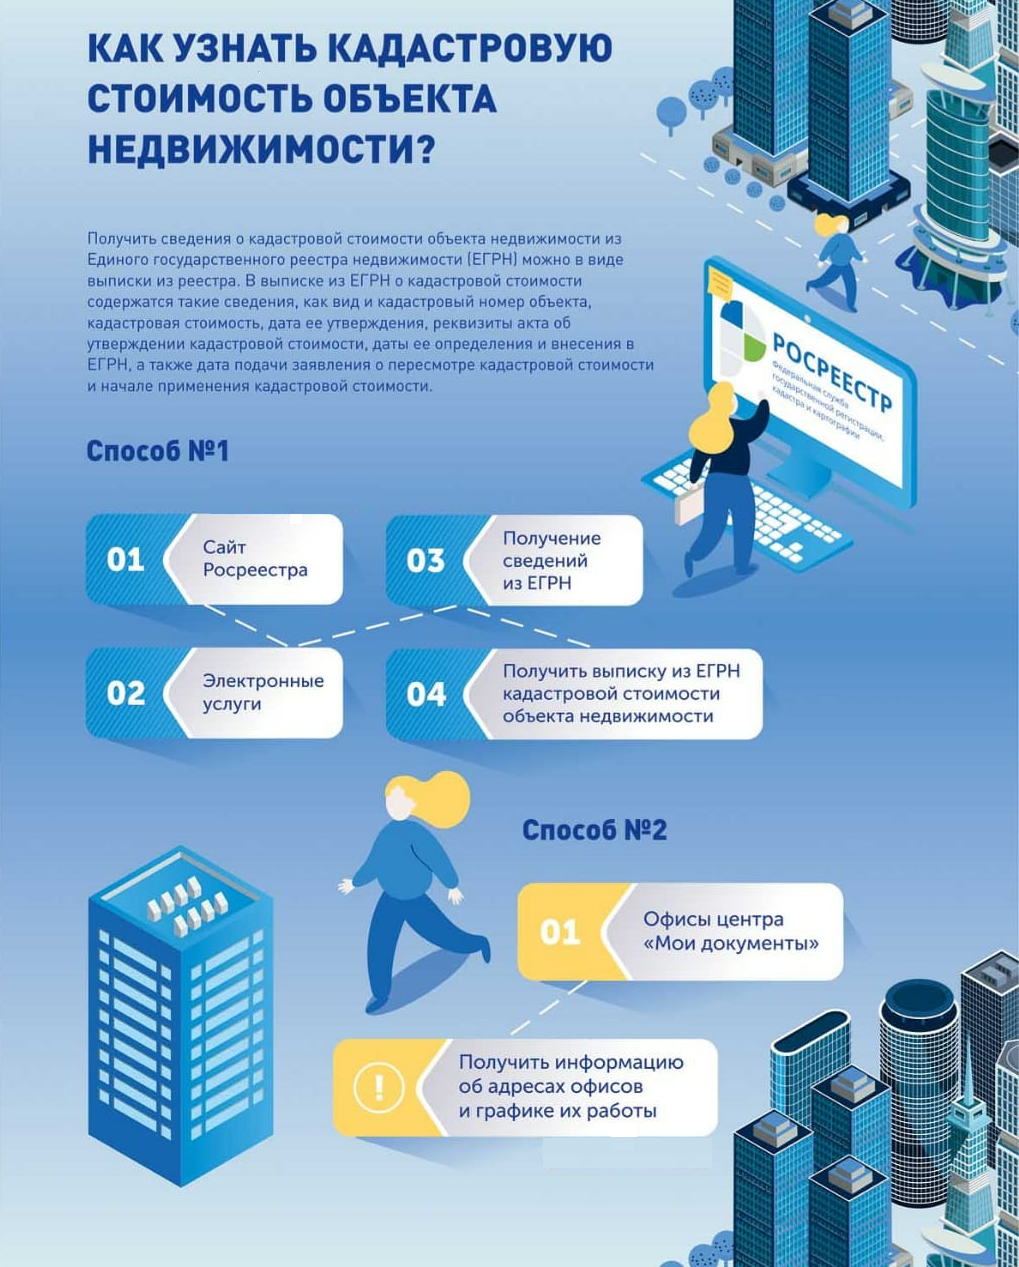 КАК УЗНАТЬ КАДАСТРОВУЮ
СТОИМОСТЬ ОБЪЕКТА
НЕДВИЖИМОСТИ?
Получить сведения о кадастровой стоимости объекта недвижимости из
Единого государственного реестра недвижимости (ЕГРН) можно в виде
выписки из реестра. В выписке из ЕГРН о кадастровой стоимости
содержатся такие сведения, как вид и кадастровый номер объекта,
кадастровая стоимость, дата ее утверждения, реквизиты акта об
утверждении кадастровой стоимости, даты ее определения и внесения в
ЕГРН, а также дата подачи заявления о пересмотре кадастровой стоимости
и начале применения кадастровой стоимости.
РОСРЕЕСТР
Федеральная служба
государственной регистрации,
кадастра и картографии
Способ №1
01
Сайт
Росреестра
02
Электронные
услуги
03
Получение
сведений
из ЕГРН
04
Получить выписку из ЕГРН
кадастровой стоимости
объекта недвижимости
Способ №2
01
Офисы центра
«Мои документы»
!
Получить информацию
об адресах офисов
и графике их работы